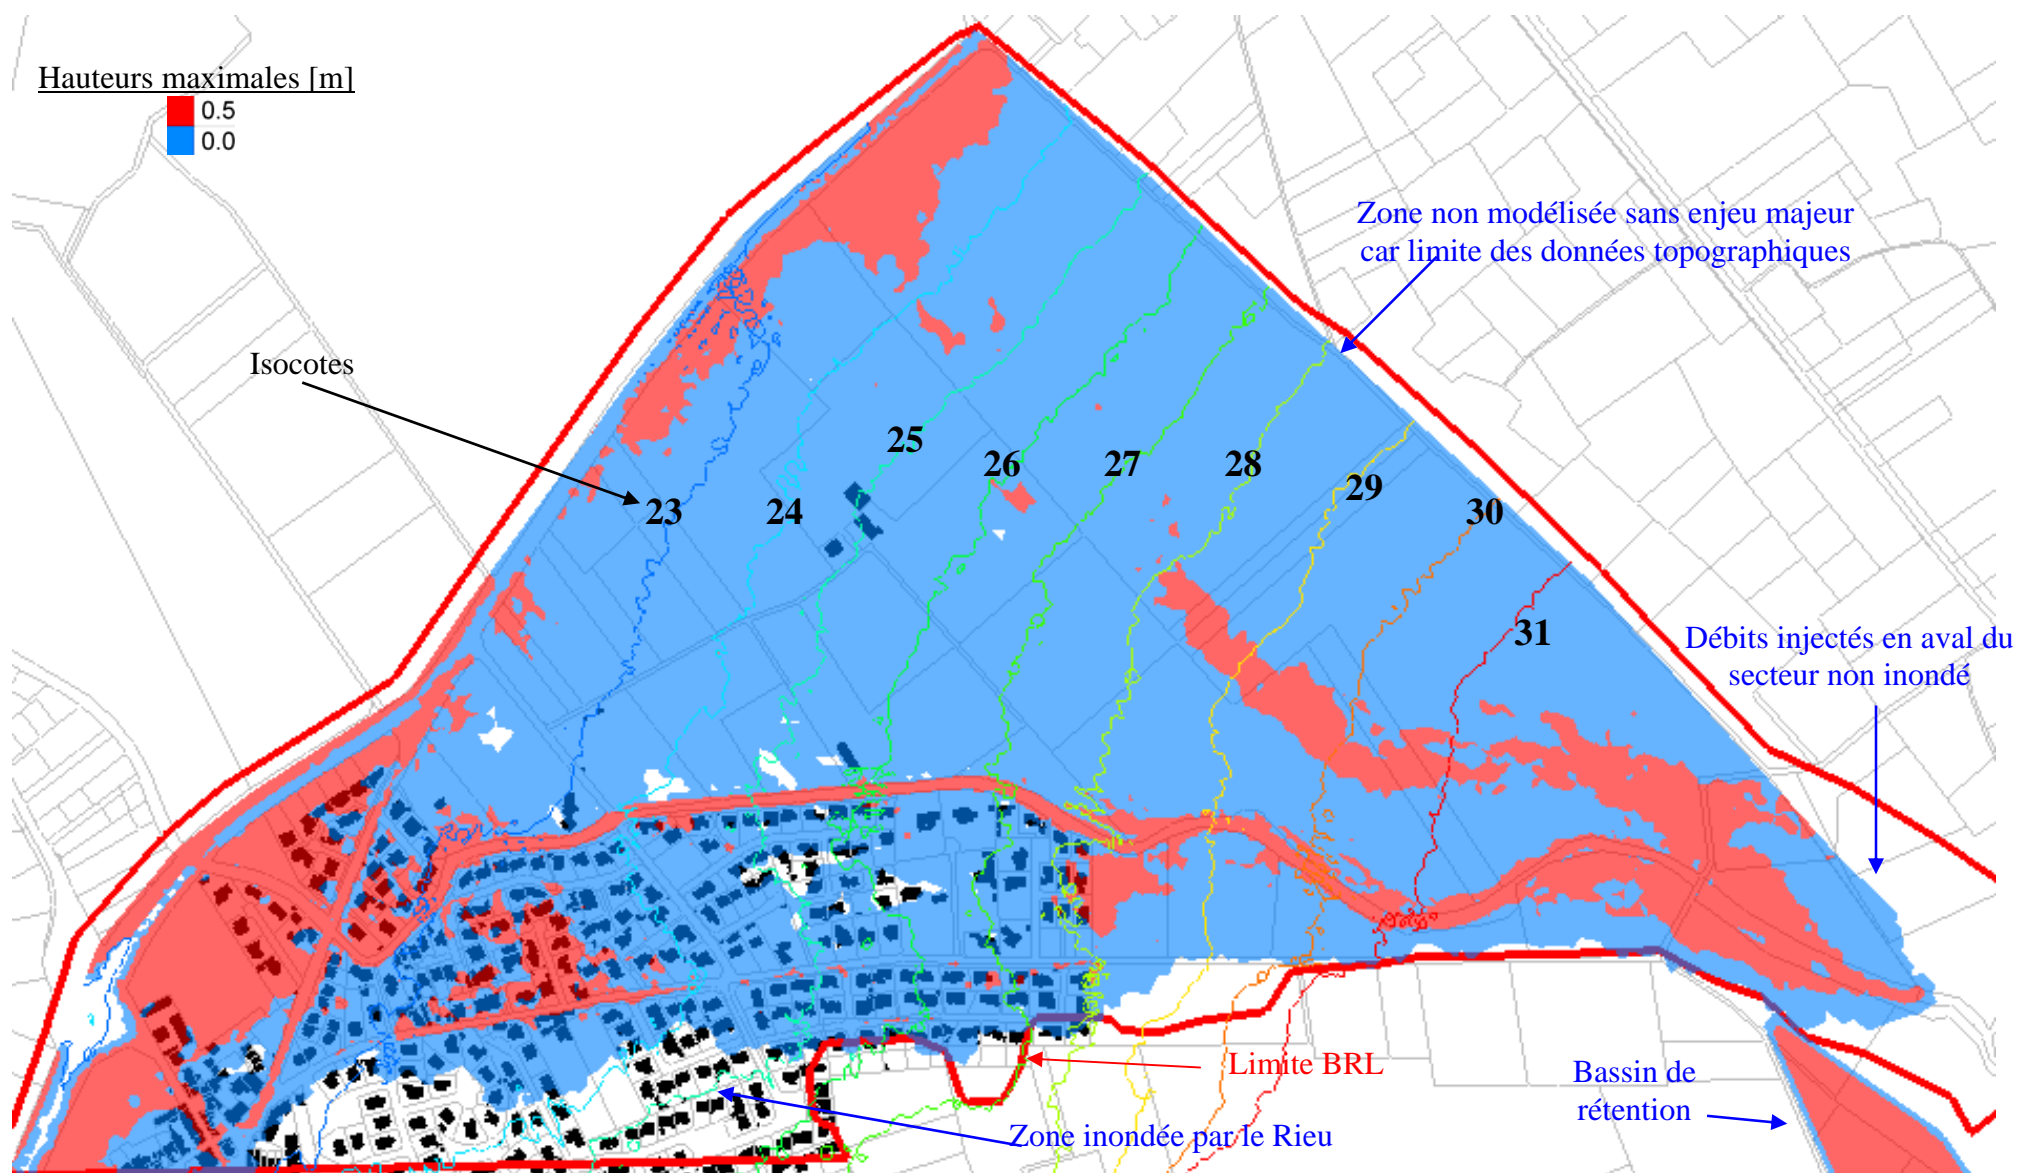 Hauteurs maximales [m]
0.5
0.0
Zone non modélisée sans enjeu majeur
car limite des données topographiques
Isocotes
25
26
27
28
29
23
24
30
31
Débits injectés en aval du
secteur non inondé
Limite BRL
Bassin de
rétention
Zone inondée par le Rieu